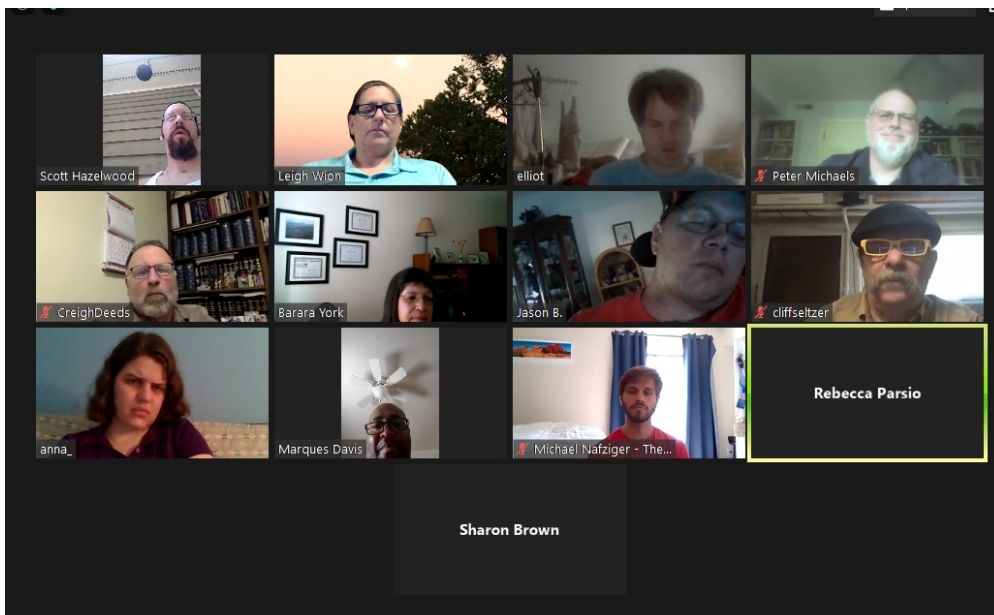 Scott Hazelwood
Leigh Wion
elliot
Peter Michaels
CreighDeeds
Barara York
Jason B.
cliffseltzer
anna_
Marques Davis
Michael Nafziger - The...
Rebecca Parsio
Sharon Brown